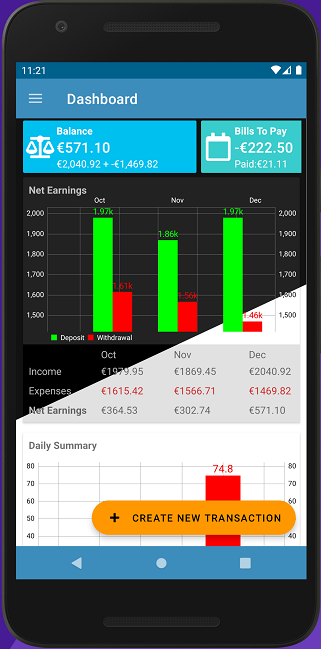 11:21
Dashboard
Balance
€571.10
€2,040.92 + -€1,469.82
Bills To Pay
-€222.50
Paid:€21.11
Net Earnings
Oct Nov Dec
2,000 1.97k 1.97k 2,000
1,900 1.86k 1,900
1,800 1,800
1,700 1,700
1,600 1.61k 1.56k 1,600
1,500 1.46k 1,500
Deposit Withdrawal
Oct Nov Dec
Income €1979.95 €1869.45 €2040.92
Expenses €1615.42 €1566.71 €1469.82
Net Earnings €364.53 €302.74 €571.10
Daily Summary
80 74.8 80
70 70
60 60
50 50
40 40
+ CREATE NEW TRANSACTION